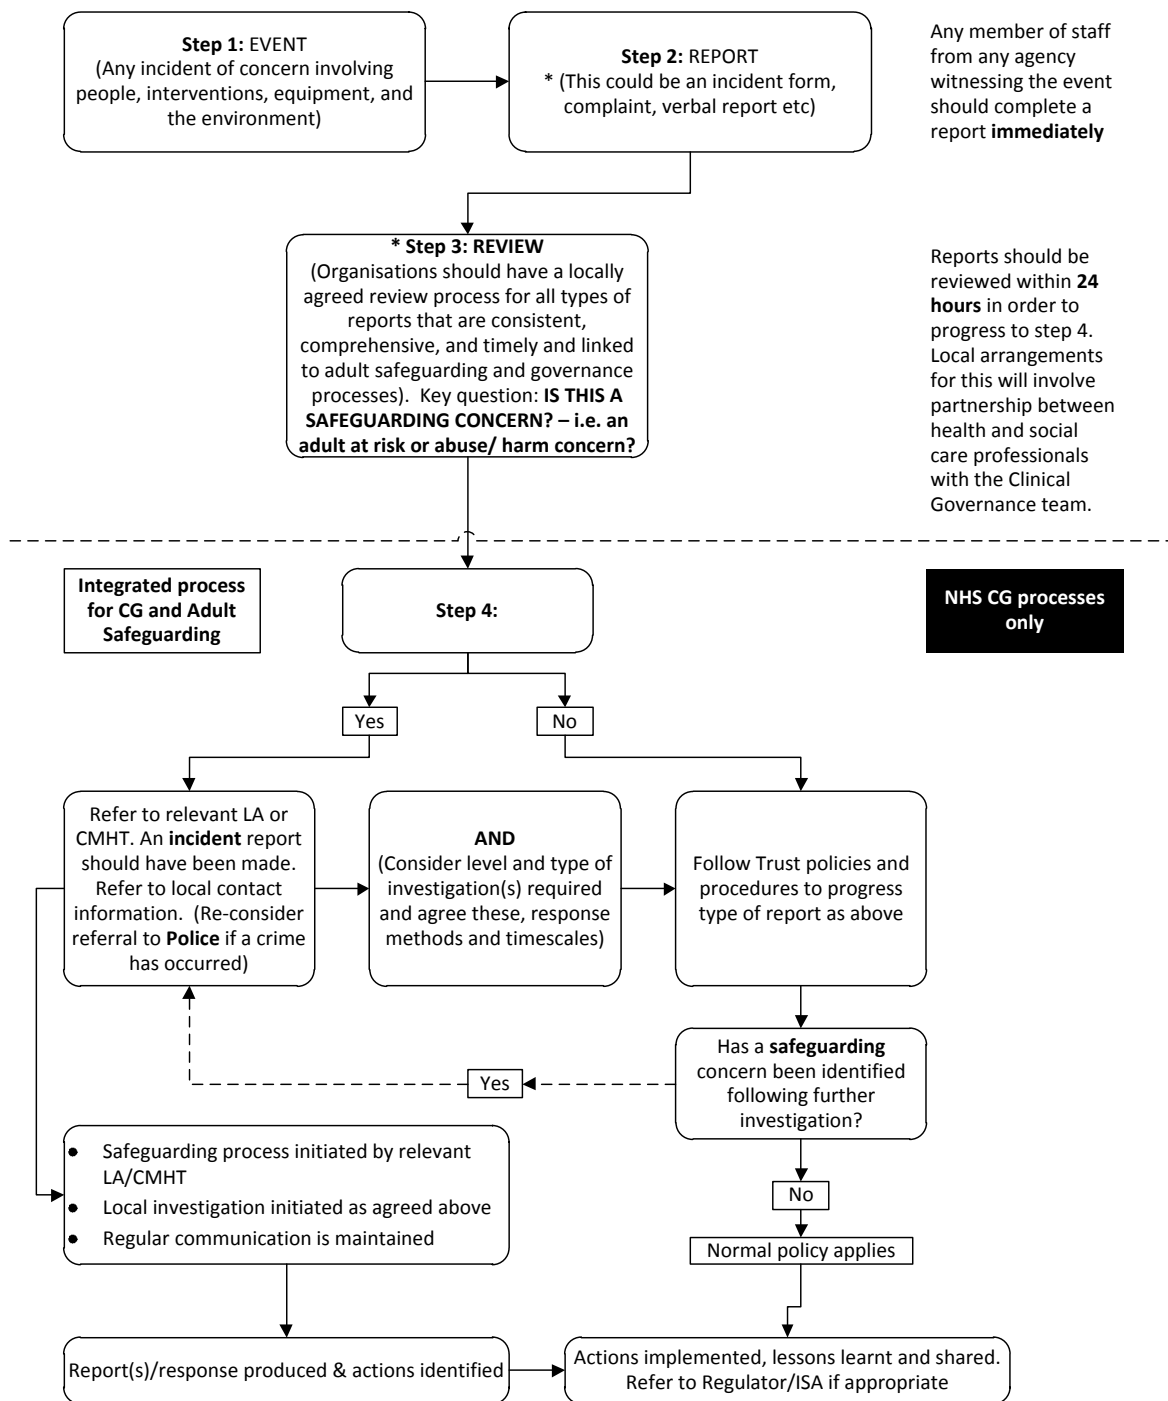 Step 1: EVENT
(Any incident of concern involving
people, interventions, equipment, and
the environment)
Step 2: REPORT
* (This could be an incident form,
complaint, verbal report etc)
Any member of staff
from any agency
witnessing the event
should complete a
report immediately
* Step 3: REVIEW
(Organisations should have a locally
agreed review process for all types of
reports that are consistent,
comprehensive, and timely and linked
to adult safeguarding and governance
processes).  Key question: IS THIS A
SAFEGUARDING CONCERN? – i.e. an
adult at risk or abuse/ harm concern?
Reports should be
reviewed within 24
hours in order to
progress to step 4.
Local arrangements
for this will involve
partnership between
health and social
care professionals
with the Clinical
Governance team.
Integrated process
for CG and Adult
Safeguarding
Step 4:
NHS CG processes
only
Yes
No
Refer to relevant LA or
CMHT. An incident report
should have been made.
Refer to local contact
information.  (Re-consider
referral to Police if a crime
has occurred)
AND
(Consider level and type of
investigation(s) required
and agree these, response
methods and timescales)
Follow Trust policies and
procedures to progress
type of report as above
Has a safeguarding
concern been identified
following further
investigation?
Yes
● Safeguarding process initiated by relevant
LA/CMHT
● Local investigation initiated as agreed above
● Regular communication is maintained
No
Normal policy applies
Report(s)/response produced & actions identified
Actions implemented, lessons learnt and shared.
Refer to Regulator/ISA if appropriate